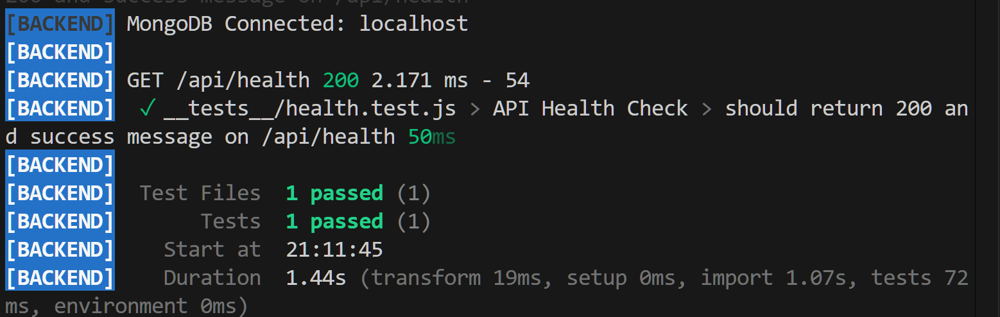 200 and success message on /api/health
[BACKEND] MongoDB Connected: localhost
[BACKEND]
[BACKEND] GET /api/health 200 2.171 ms - 54
[BACKEND]  ✓ __tests__/health.test.js > API Health Check > should return 200 an
d success message on /api/health 50ms
[BACKEND]
[BACKEND]  Test Files  1 passed (1)
[BACKEND]       Tests  1 passed (1)
[BACKEND]    Start at  21:11:45
[BACKEND]    Duration  1.44s (transform 19ms, setup 0ms, import 1.07s, tests 72
ms, environment 0ms)